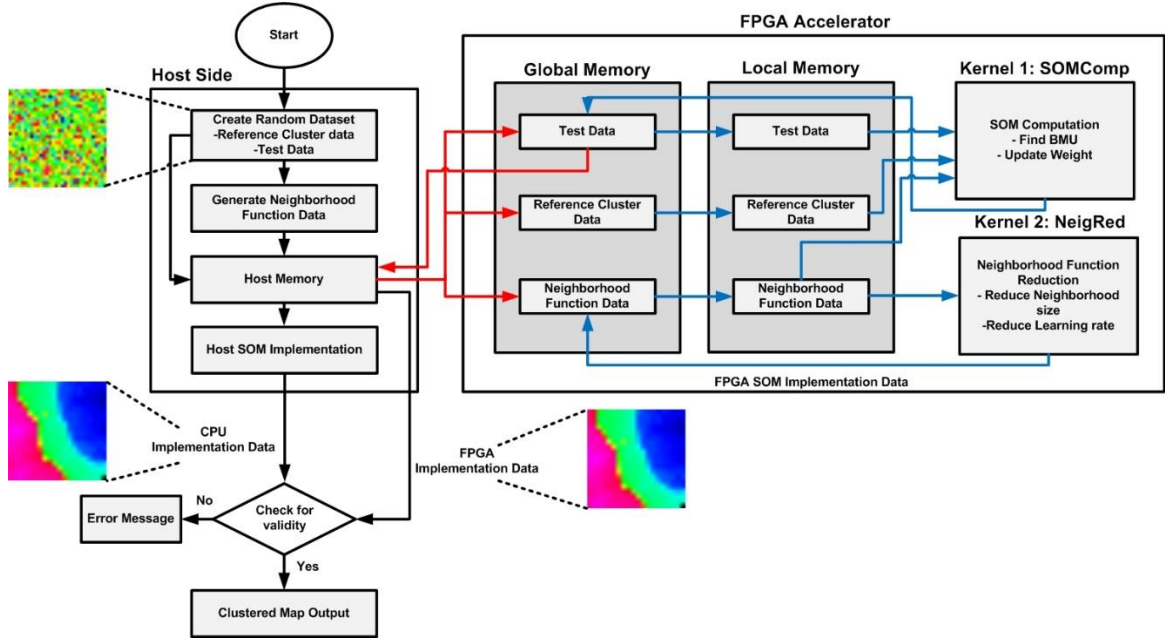 Start
Host Side
Create Random Dataset
-Reference Cluster data
-Test Data
Generate Neighborhood
Function Data
Host Memory
Host SOM Implementation
CPU
Implementation Data
FPGA
Implementation Data
Check for
validity
No
Error Message
Yes
Clustered Map Output
FPGA Accelerator
Global Memory
Test Data
Reference Cluster
Data
Neighborhood
Function Data
Local Memory
Test Data
Reference Cluster
Data
Neighborhood
Function Data
Kernel 1: SOMComp
SOM Computation
- Find BMU
- Update Weight
Kernel 2: NeigRed
Neighborhood Function
Reduction
- Reduce Neighborhood
size
-Reduce Learning rate
FPGA SOM Implementation Data